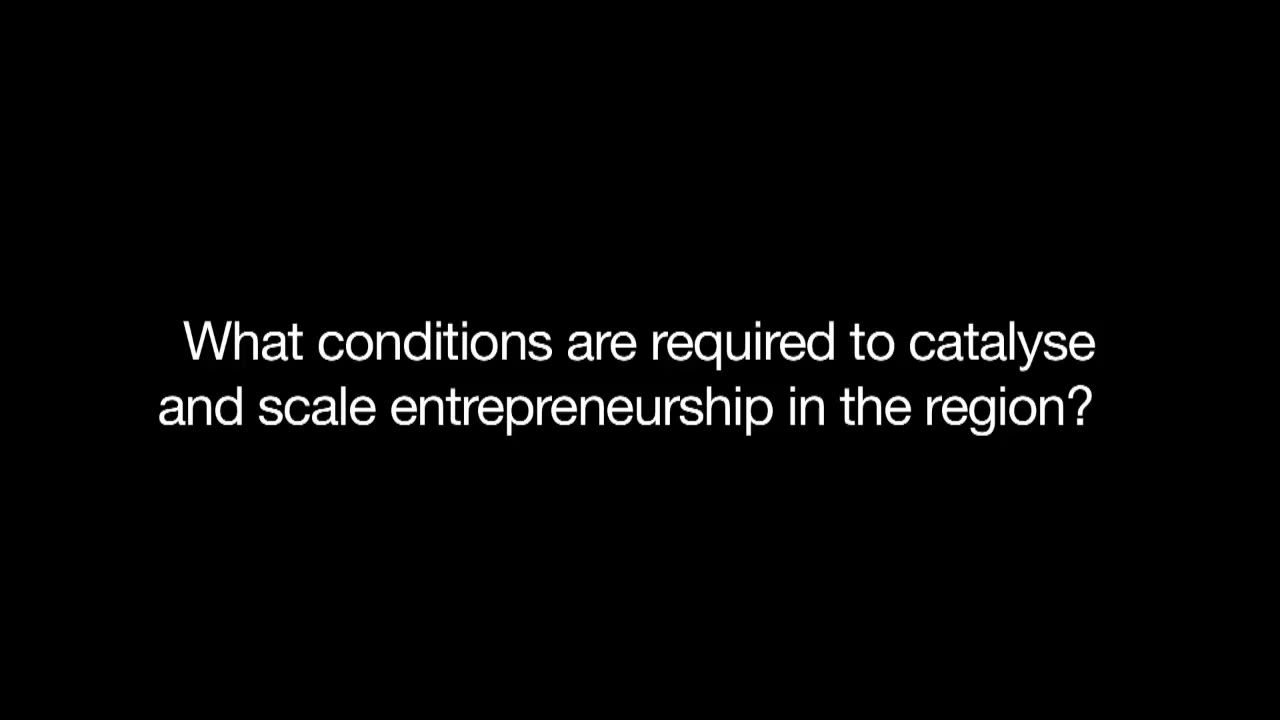 What conditions are required to catalyse
and scale entrepreneurship in the region?